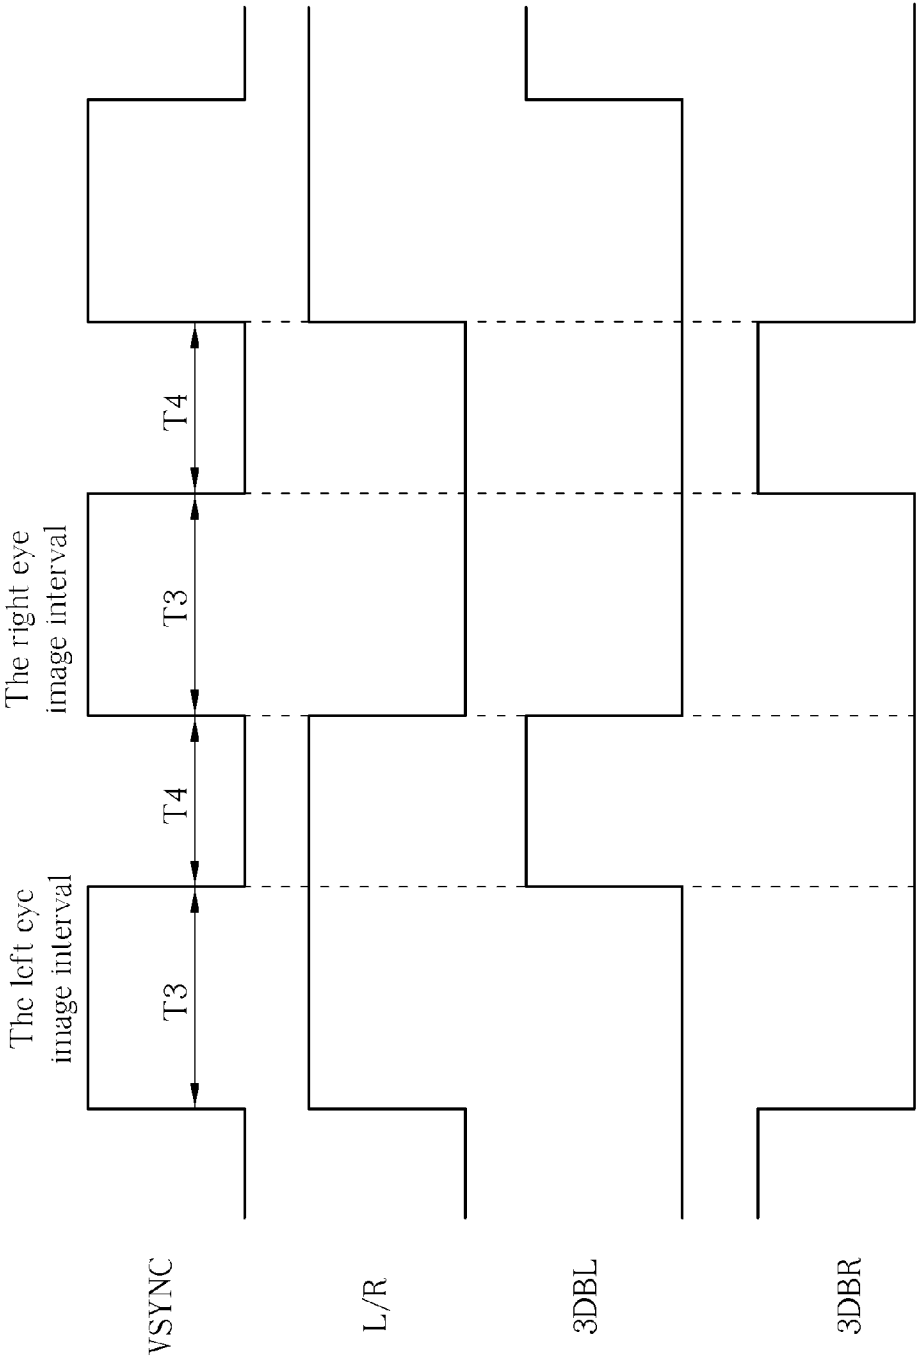 The left eye
image interval
The right eye
image interval
VSYNC
T3
T4
T3
T4
L/R
3DBL
3DBR